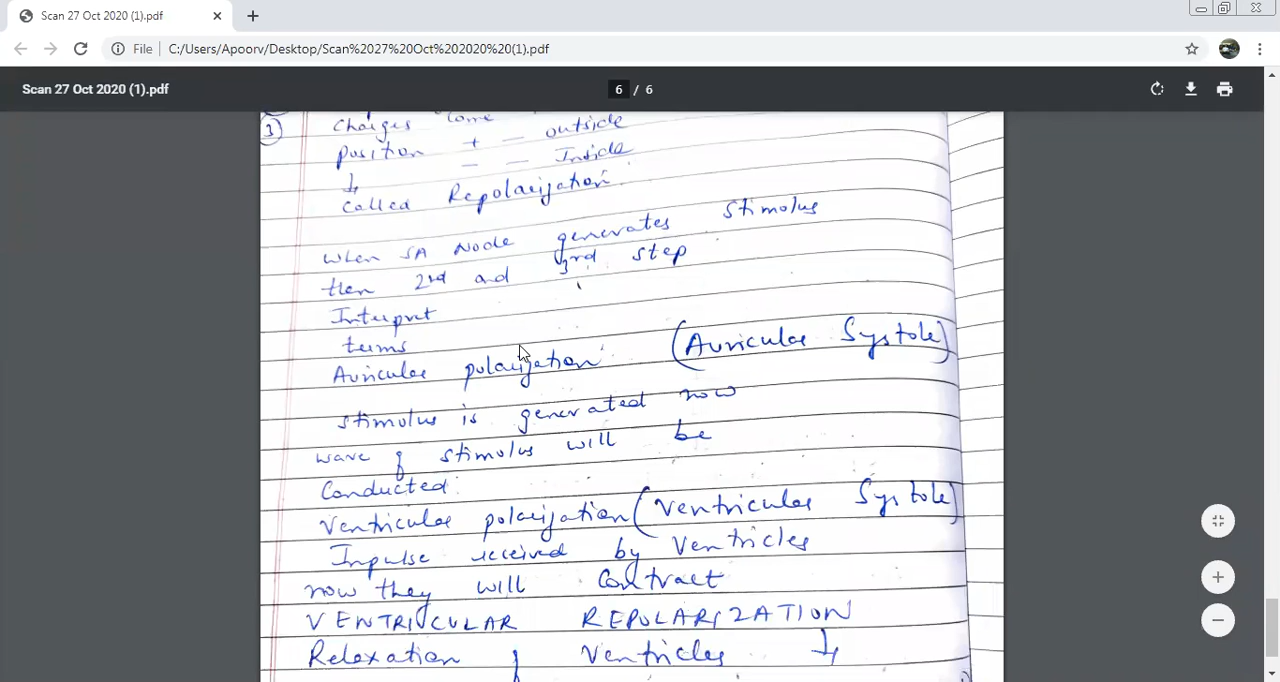 Scan 27 Oct 2020 (1).pdf
File C:/Users/Apoorv/Desktop/Scan%2027%20Oct%202020%20(1).pdf
Scan 27 Oct 2020 (1).pdf
6 / 6
3 Charges come
position + — outside
— — Inside
called Repolarization
When SA Node generates stimulus
then 2nd and 3rd step
Interpret
terms
Auricular polarization (Auricular Systole)
stimulus is generated now
wave of stimulus will be
Conducted
Ventricular polarization (Ventricular Systole)
Impulse received by Ventricles
now they will Contract
VENTRICULAR REPOLARIZATION
Relaxation of Ventricles